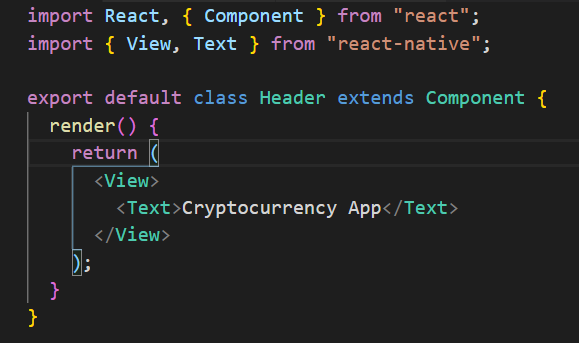 import React, { Component } from "react";
import { View, Text } from "react-native";
export default class Header extends Component {
render() {
return (
<View>
<Text>Cryptocurrency App</Text>
</View>
);
}
}